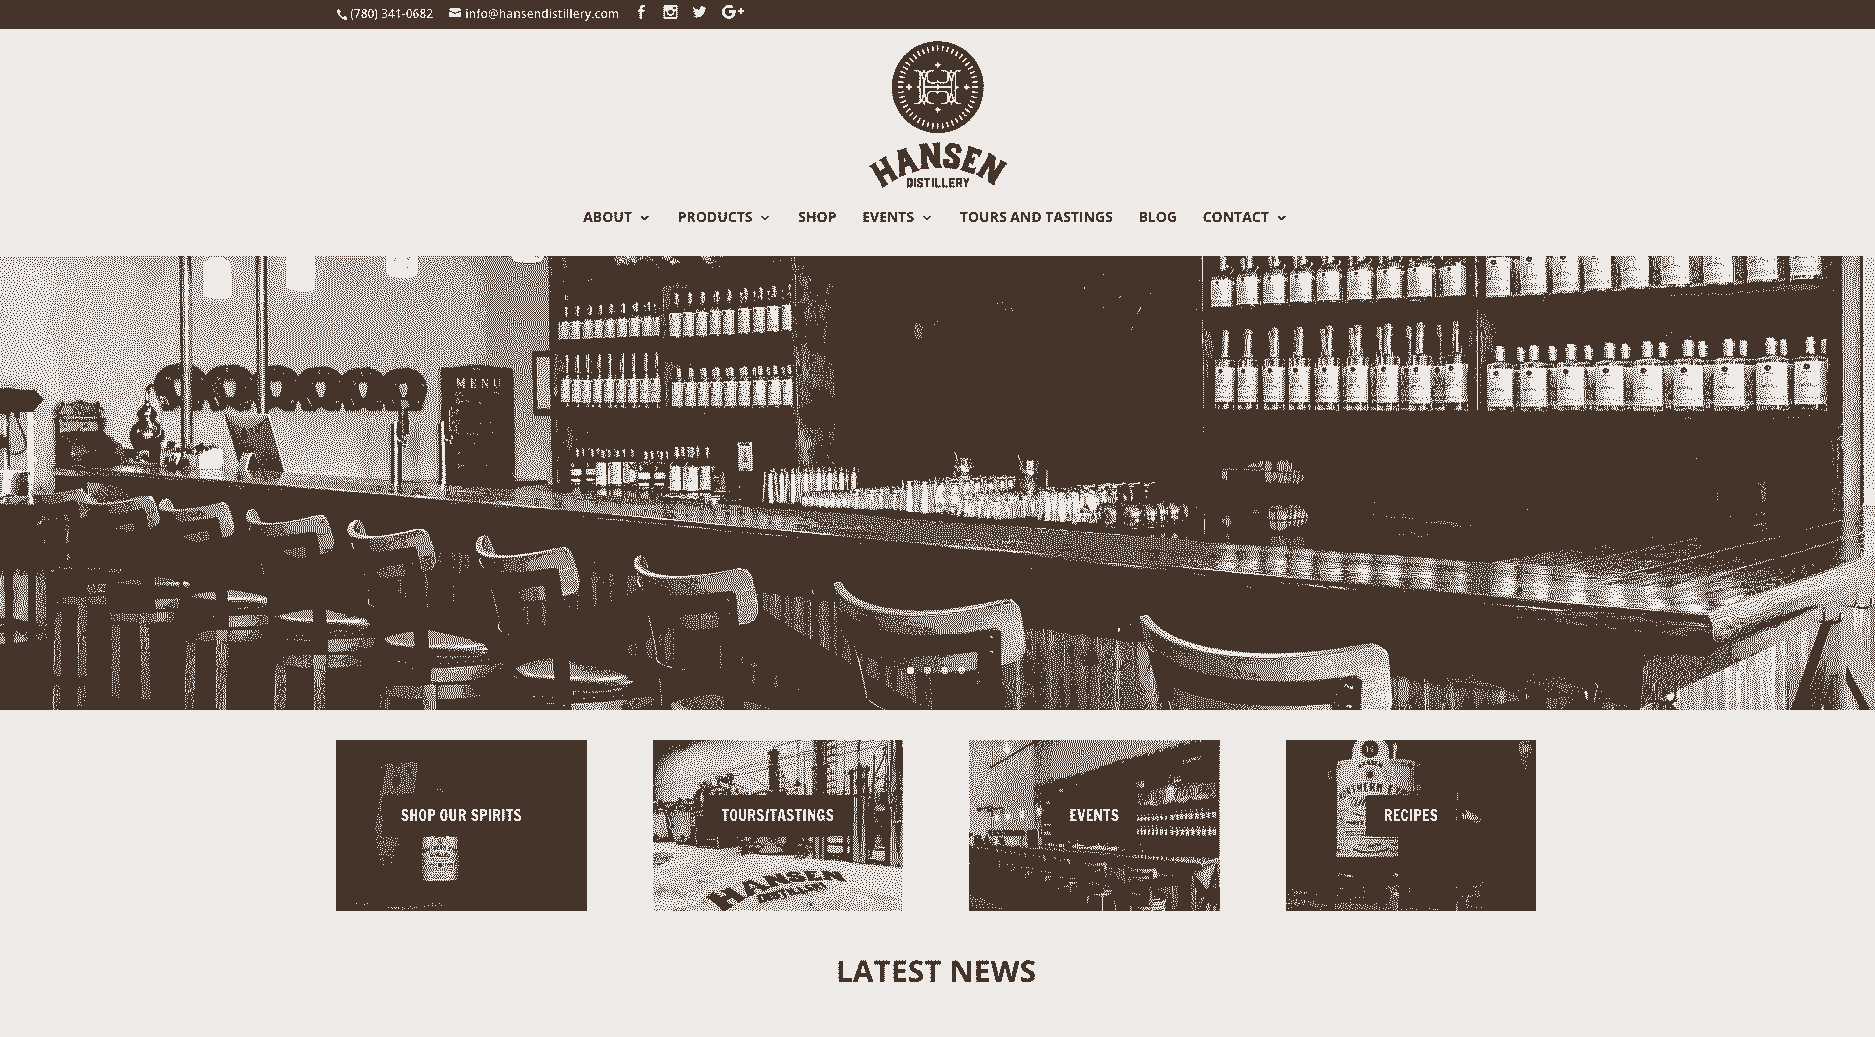 (780) 341-0682 info@hansendistillery.com
H
HANSEN
DISTILLERY
ABOUT PRODUCTS SHOP EVENTS TOURS AND TASTINGS BLOG CONTACT
MENU
SHOP OUR SPIRITS
TOURS/TASTINGS
EVENTS
RECIPES
HANSEN
DISTILLERY
LATEST NEWS